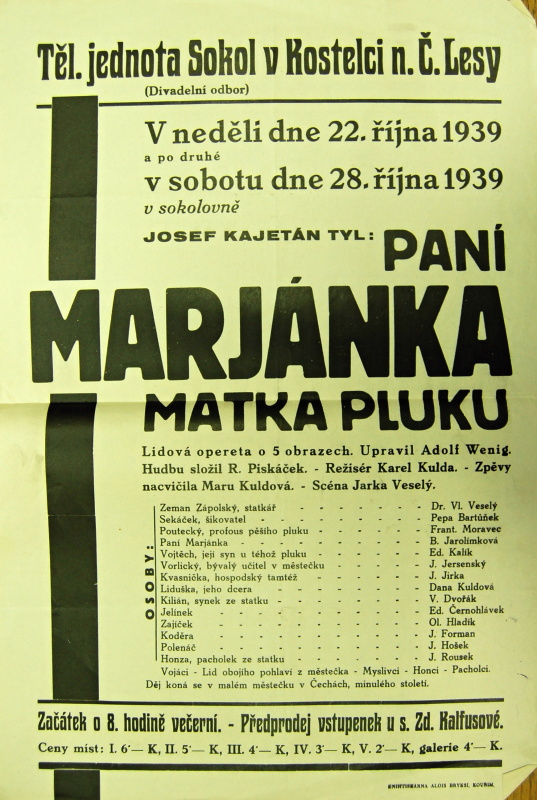 Těl. jednota Sokol v Kostelci n. Č. Lesy
(Divadelní odbor)
V neděli dne 22. října 1939
a po druhé
v sobotu dne 28. října 1939
v sokolovně
JOSEF KAJETÁN TYL: PANÍ
MARJÁNKA
MATKA PLUKU
Lidová opereta o 5 obrazech. Upravil Adolf Wenig.
Hudbu složil R. Piskáček. - Režisér Karel Kulda. - Zpěvy
nacvičila Maru Kuldová. - Scéna Jarka Veselý.
OSOBY:
Zeman Zápolský, statkář - - - - - - Dr. Vl. Veselý
Sekáček, šikovatel - - - - - - Pepa Bartůněk
Poutecký, profous pěšího pluku - - - - - - Frant. Moravec
Paní Marjánka - - - - - - B. Jarolímková
Vojtěch, její syn u téhož pluku - - - - - - Ed. Kalík
Vorlický, bývalý učitel v městečku - - - - - - J. Jersenský
Kvasnička, hospodský tamtéž - - - - - - J. Jirka
Liduška, jeho dcera - - - - - - Dana Kuldová
Kilián, synek ze statku - - - - - - V. Dvořák
Jelínek - - - - - - Ed. Černohlávek
Zajíček - - - - - - Ol. Hladík
Koděra - - - - - - J. Forman
Polenáč - - - - - - J. Hošek
Honza, pacholek ze statku - - - - - - J. Rousek
Vojáci - Lid obojího pohlaví z městečka - Myslivci - Honci - Pacholci.
Děj koná se v malém městečku v Čechách, minulého století.
Začátek o 8. hodině večerní. - Předprodej vstupenek u s. Zd. Kalfusové.
Ceny míst: I. 6·— K, II. 5·— K, III. 4·— K, IV. 3·— K, V. 2·— K, galerie 4·— K.
KNIHTISKARNA ALOIS KOUŘIM.